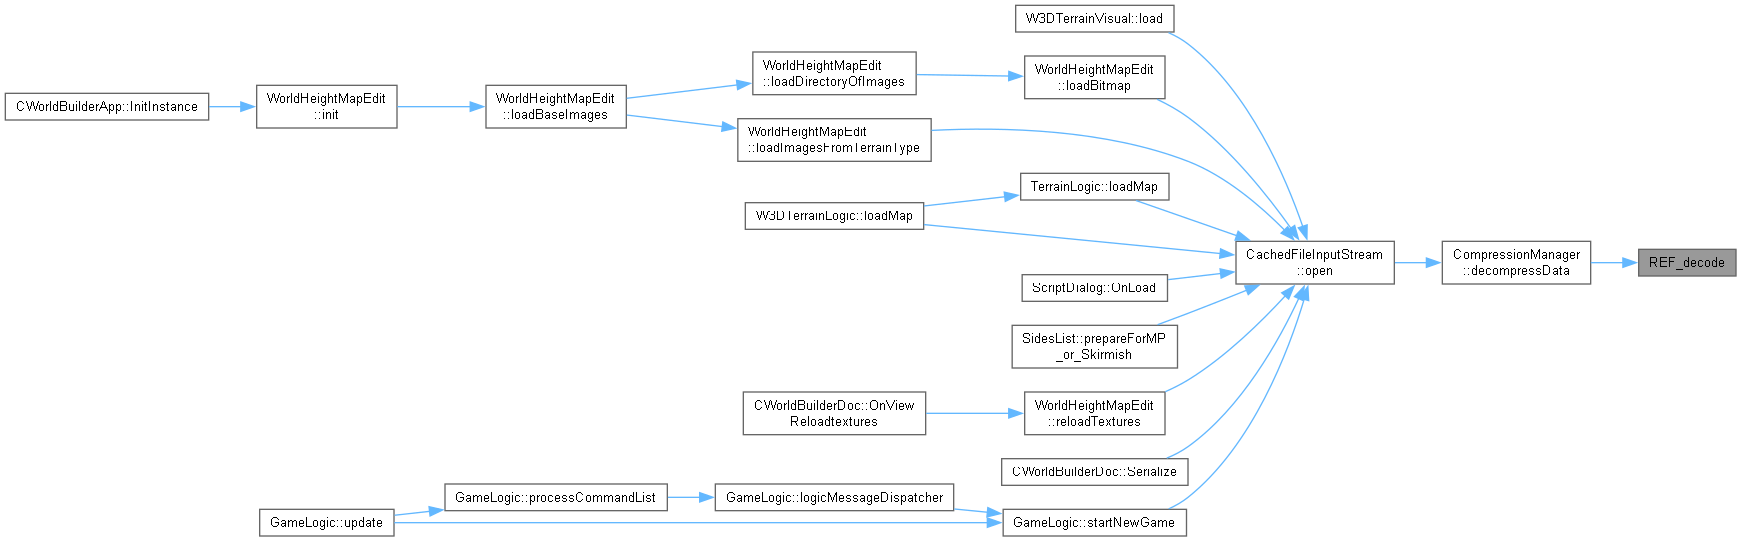 W3DTerrainVisual::load
WorldHeightMapEdit
::loadDirectoryOfImages
WorldHeightMapEdit
::loadBitmap
CWorldBuilderApp::InitInstance
WorldHeightMapEdit
::init
WorldHeightMapEdit
::loadBaseImages
WorldHeightMapEdit
::loadImagesFromTerrainType
TerrainLogic::loadMap
W3DTerrainLogic::loadMap
CachedFileInputStream
::open
CompressionManager
::decompressData
REF_decode
ScriptDialog::OnLoad
SidesList::prepareForMP
_or_Skirmish
CWorldBuilderDoc::OnView
Reloadtextures
WorldHeightMapEdit
::reloadTextures
CWorldBuilderDoc::Serialize
GameLogic::processCommandList
GameLogic::logicMessageDispatcher
GameLogic::update
GameLogic::startNewGame